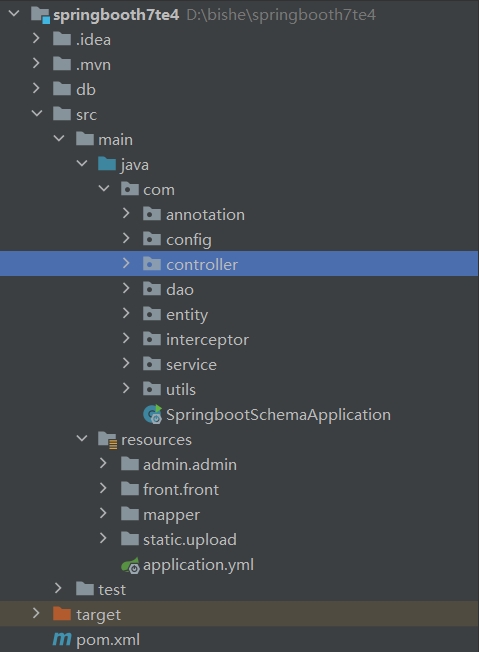 springbooth7te4 D:\bishe\springbooth7te4
.idea
.mvn
db
src
main
java
com
annotation
config
controller
dao
entity
interceptor
service
utils
SpringbootSchemaApplication
resources
admin.admin
front.front
mapper
static.upload
application.yml
test
target
m pom.xml